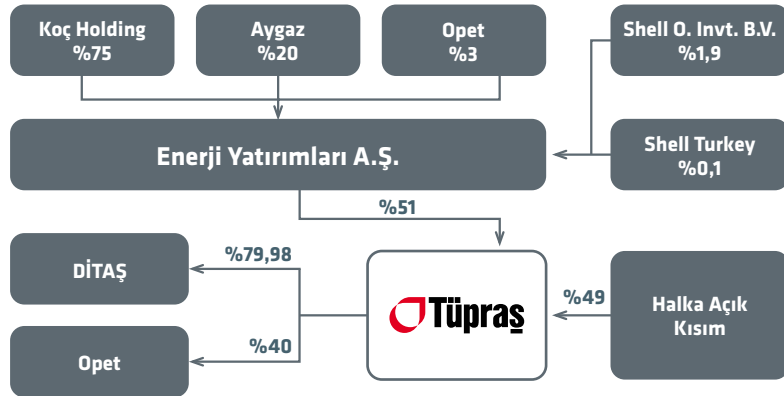 Koç Holding
%75
Aygaz
%20
Opet
%3
Shell O. Invt. B.V.
%1,9
Enerji Yatırımları A.Ş.
Shell Turkey
%0,1
%51
DİTAŞ
%79,98
Tüpraş
%49
Halka Açık
Kısım
Opet
%40